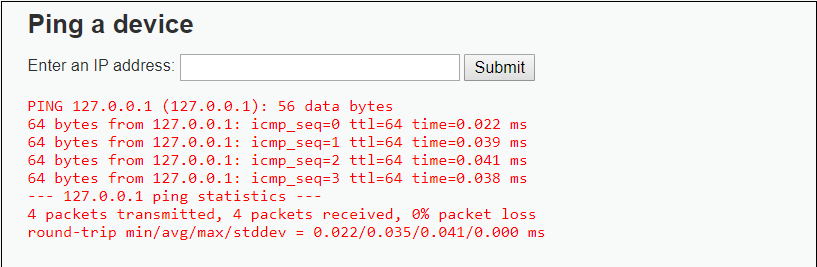 Ping a device
Enter an IP address: Submit
PING 127.0.0.1 (127.0.0.1): 56 data bytes
64 bytes from 127.0.0.1: icmp_seq=0 ttl=64 time=0.022 ms
64 bytes from 127.0.0.1: icmp_seq=1 ttl=64 time=0.039 ms
64 bytes from 127.0.0.1: icmp_seq=2 ttl=64 time=0.041 ms
64 bytes from 127.0.0.1: icmp_seq=3 ttl=64 time=0.038 ms
--- 127.0.0.1 ping statistics ---
4 packets transmitted, 4 packets received, 0% packet loss
round-trip min/avg/max/stddev = 0.022/0.035/0.041/0.000 ms